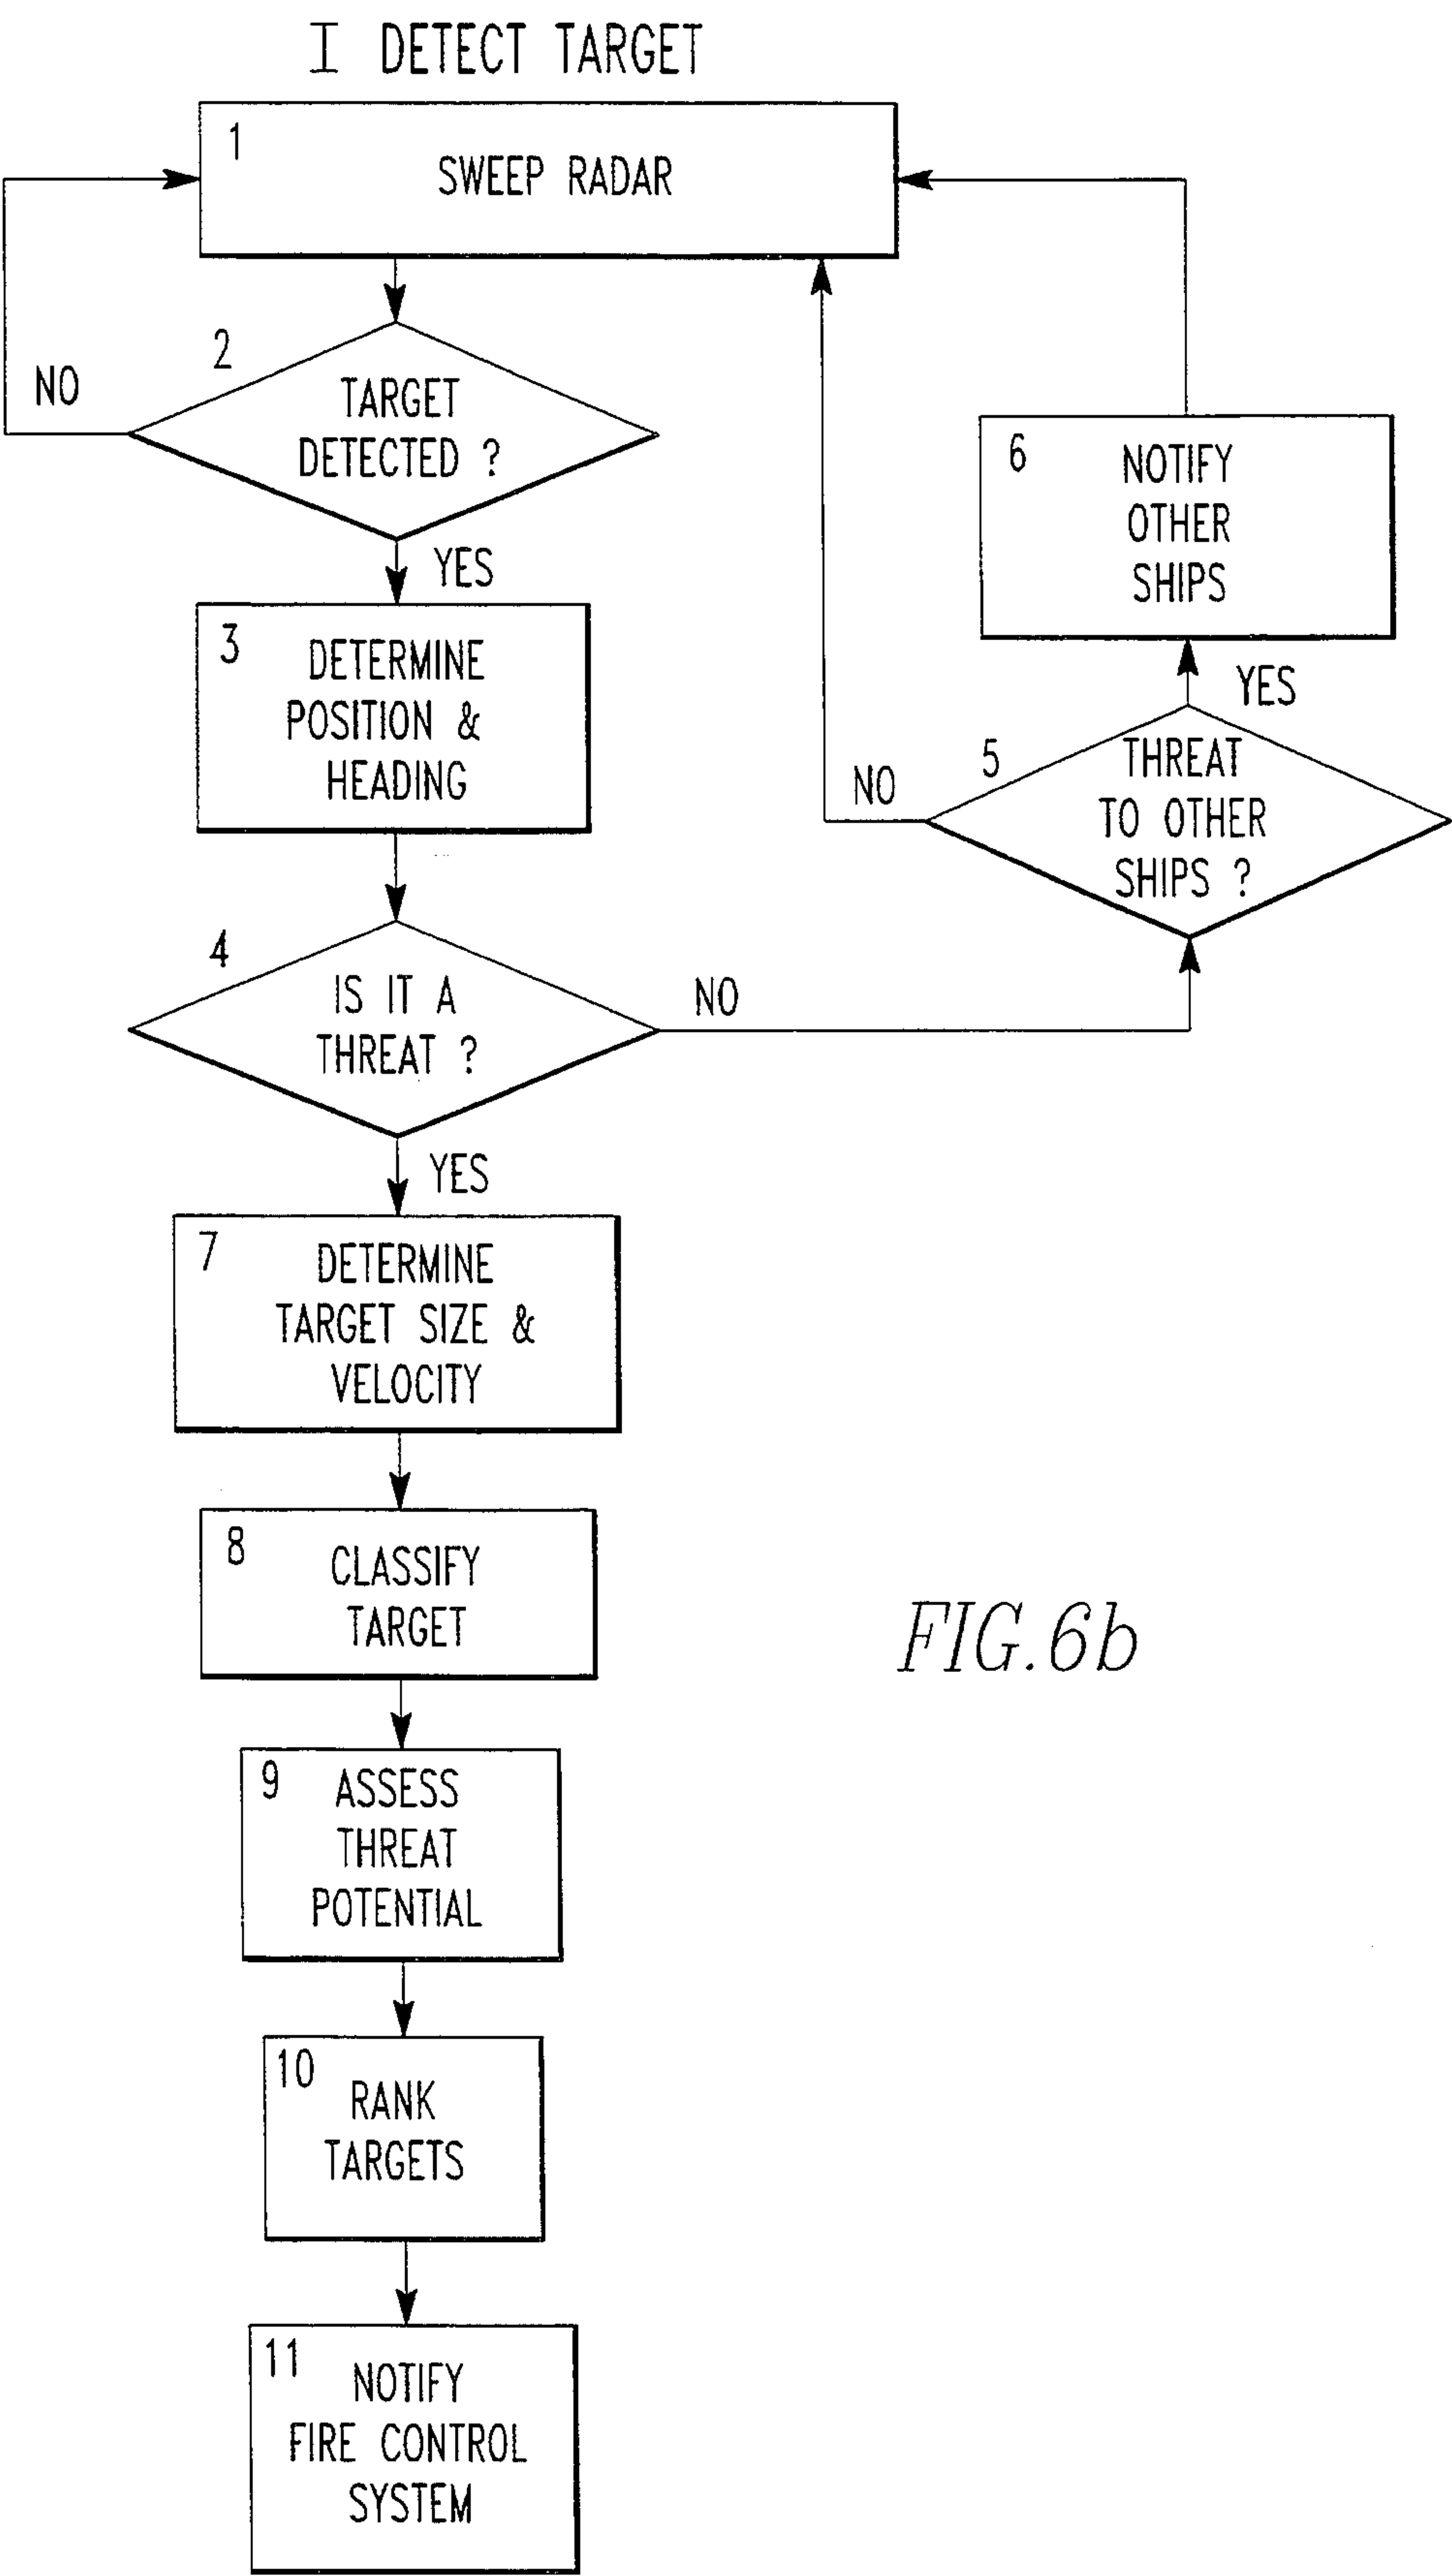 I DETECT TARGET
1
SWEEP RADAR
2
NO
TARGET
DETECTED ?
YES
3
DETERMINE
POSITION &
HEADING
4
IS IT A
THREAT ?
NO
5
THREAT
TO OTHER
SHIPS ?
NO
YES
6
NOTIFY
OTHER
SHIPS
YES
7
DETERMINE
TARGET SIZE &
VELOCITY
8
CLASSIFY
TARGET
9
ASSESS
THREAT
POTENTIAL
10
RANK
TARGETS
11
NOTIFY
FIRE CONTROL
SYSTEM
FIG.6b